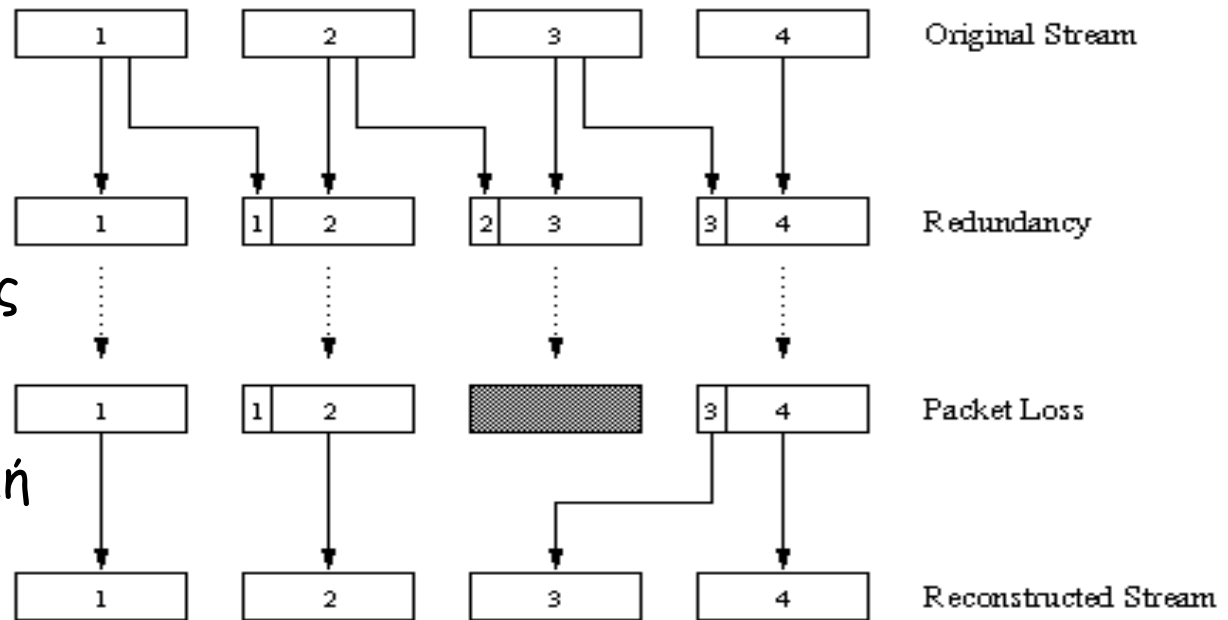 1 2 3 4 Original Stream
1 1 2 2 3 3 4 Redundancy
ς
1 1 2 3 4 Packet Loss
ή
1 2 3 4 Reconstructed Stream